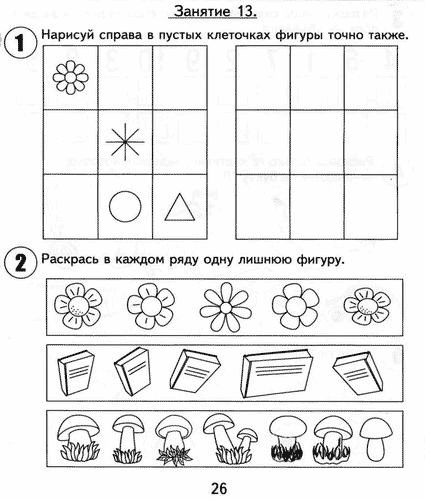 Занятие 13.
1 Нарисуй справа в пустых клеточках фигуры точно также.
2 Раскрась в каждом ряду одну лишнюю фигуру.
26